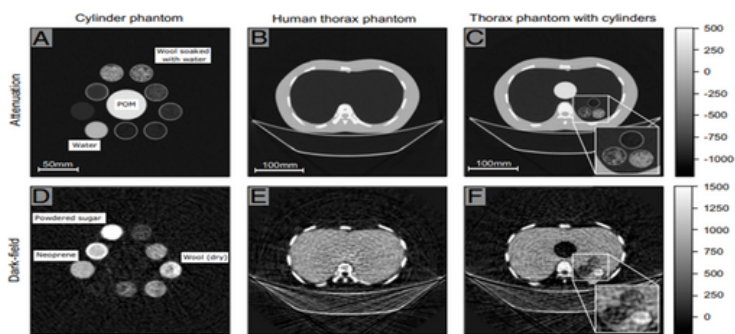 Cylinder phantom
Human thorax phantom
Thorax phantom with cylinders
Attenuation
A
Wool soaked
with water
POM
Water
50mm
B
100mm
C
100mm
500
250
0
-250
-500
-750
-1000
Dark-field
D
Powdered sugar
Neoprene
Wool (dry)
E
F
1500
1250
1000
750
500
250
0